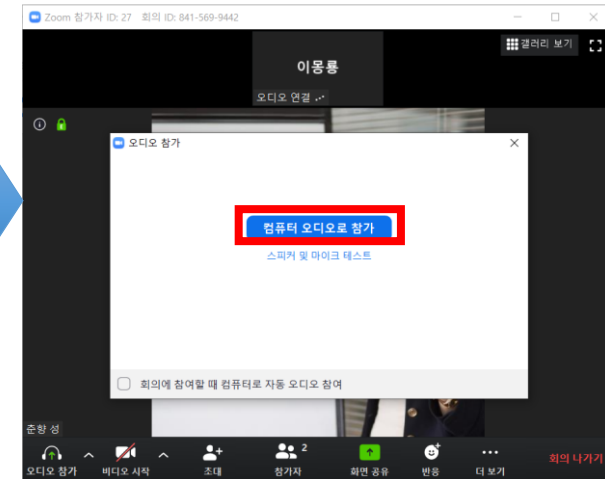 Zoom 참가자 ID: 27 회의 ID: 841-569-9442
갤러리 보기
이몽룡
오디오 연결
오디오 참가
컴퓨터 오디오로 참가
스피커 및 마이크 테스트
회의에 참여할 때 컴퓨터로 자동 오디오 참여
준향 성
오디오 참가 비디오 시작 초대 참가자 2 화면 공유 반응 더 보기 회의 나가기